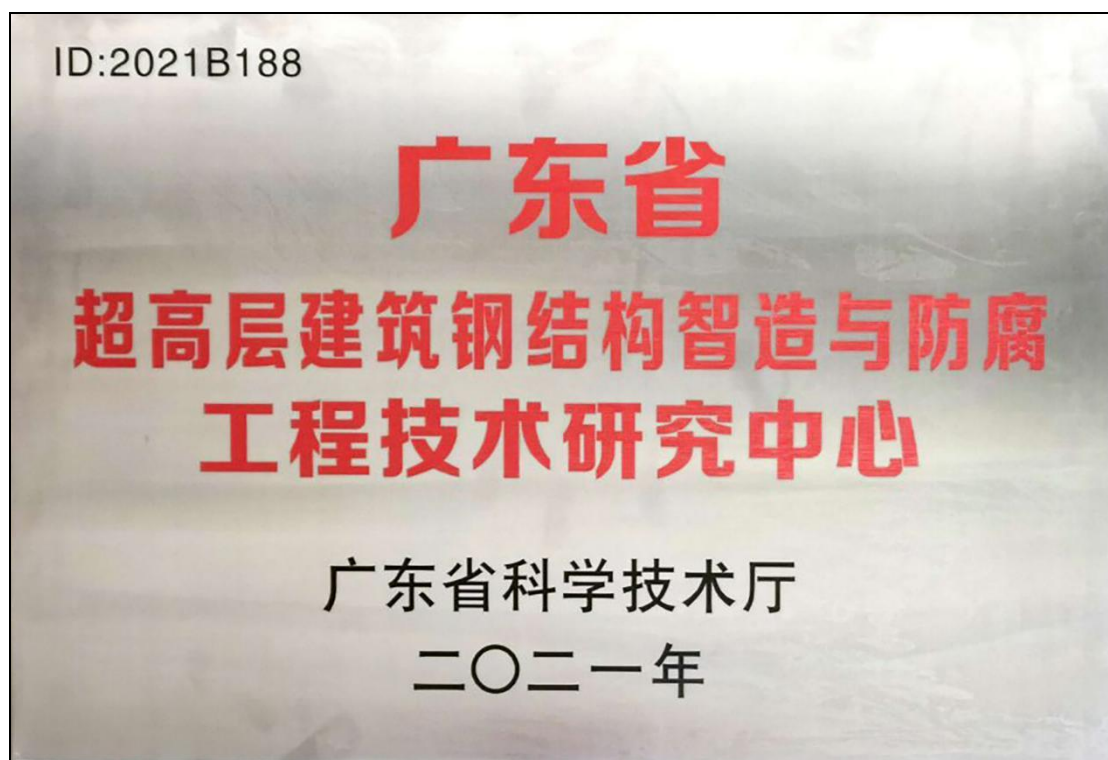 ID:2021B188
广东省
超高层建筑钢结构智造与防腐
工程技术研究中心
广东省科学技术厅
二〇二一年